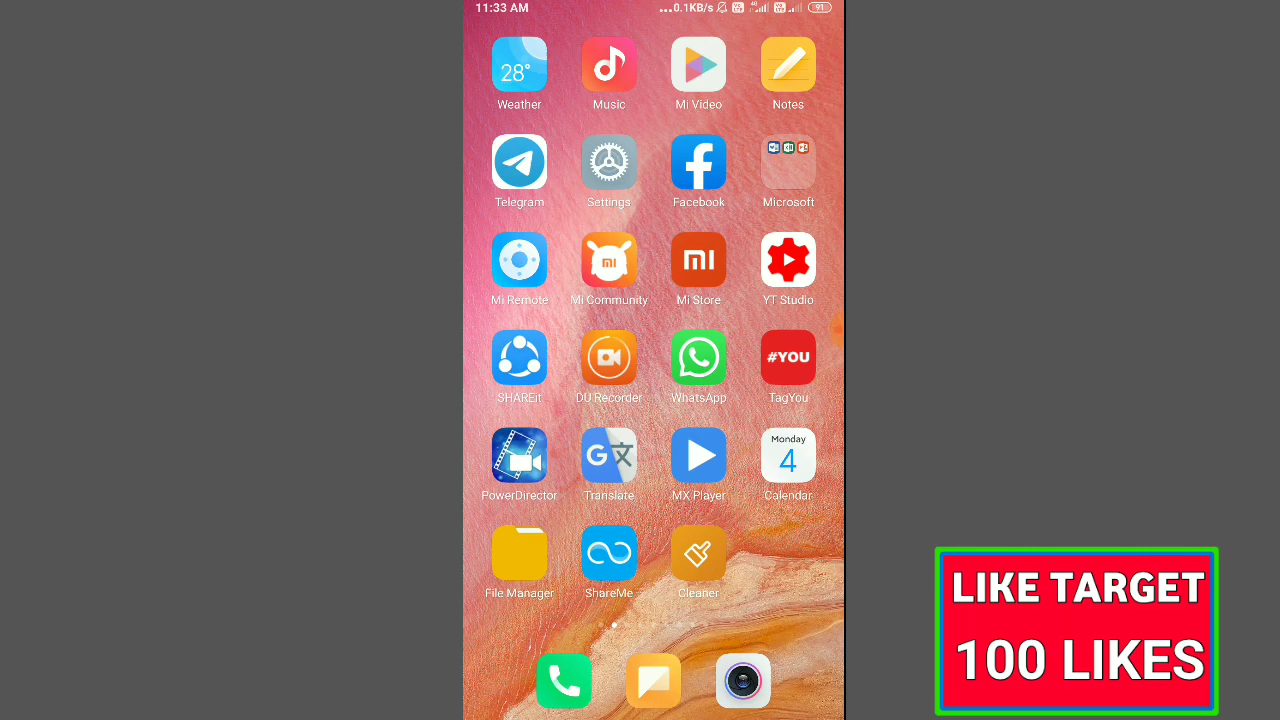 11:33 AM
...0.1KB/s
4G
91
28°
Weather
Music
Mi Video
Notes
Telegram
Settings
Facebook
Microsoft
Mi Remote
Mi Community
Mi Store
YT Studio
SHAREit
DU Recorder
WhatsApp
#YOU
TagYou
PowerDirector
Translate
MX Player
Monday
4
Calendar
File Manager
ShareMe
Cleaner
LIKE TARGET
100 LIKES